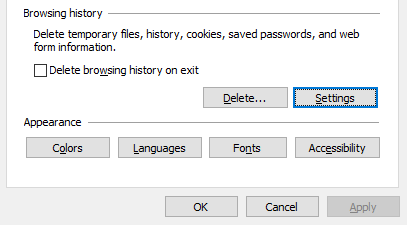 Browsing history
Delete temporary files, history, cookies, saved passwords, and web
form information.
Delete browsing history on exit
Delete... Settings
Appearance
Colors Languages Fonts Accessibility
OK Cancel Apply